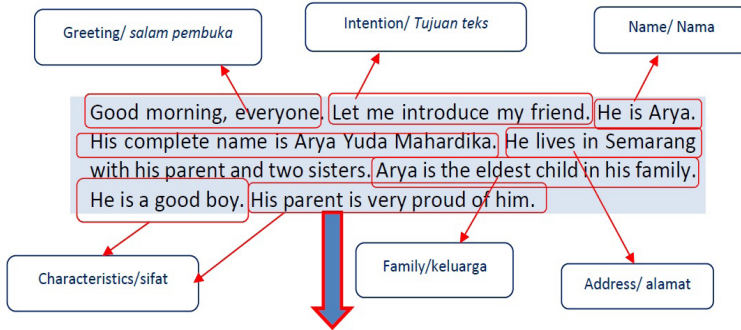 Greeting/ salam pembuka
Intention/ Tujuan teks
Name/ Nama
Good morning, everyone. Let me introduce my friend. He is Arya.
His complete name is Arya Yuda Mahardika. He lives in Semarang
with his parent and two sisters. Arya is the eldest child in his family.
He is a good boy. His parent is very proud of him.
Characteristics/sifat
Family/keluarga
Address/ alamat